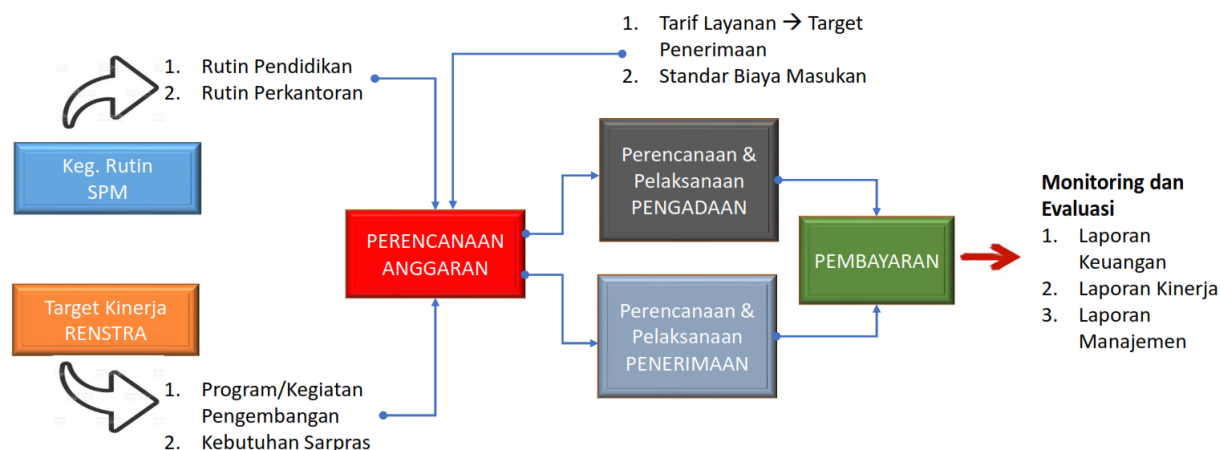 1. Tarif Layanan → Target
Penerimaan
2. Standar Biaya Masukan
1. Rutin Pendidikan
2. Rutin Perkantoran
Keg. Rutin
SPM
Perencanaan &
Pelaksanaan
PENGADAAN
PERENCANAAN
ANGGARAN
PEMBAYARAN
Monitoring dan
Evaluasi
1. Laporan
Keuangan
2. Laporan Kinerja
3. Laporan
Manajemen
Target Kinerja
RENSTRA
Perencanaan &
Pelaksanaan
PENERIMAAN
1. Program/Kegiatan
Pengembangan
2. Kebutuhan Sarpras